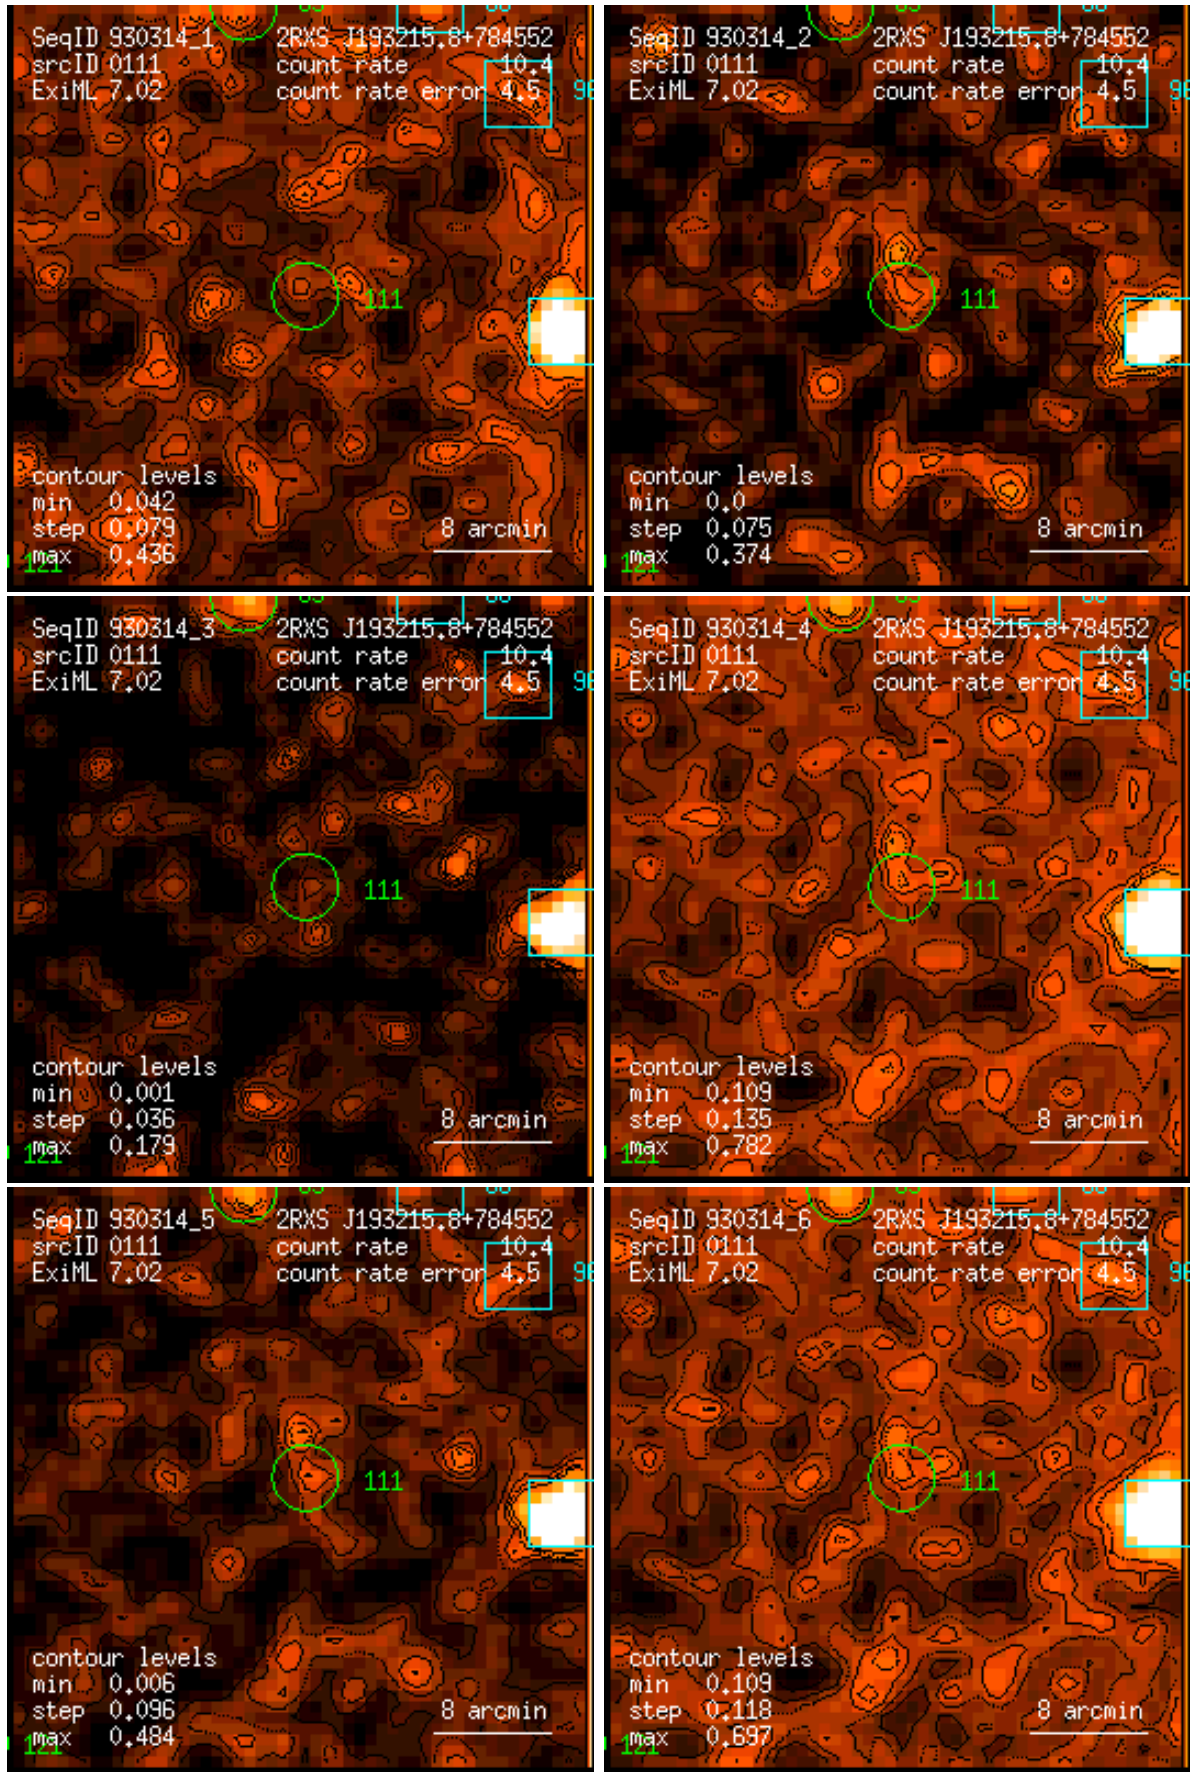 SeqID 930314_1 2RXS J193215.8+784552
srcID 0111 count rate 10.4
ExiML 7.02 count rate error 4.5
111
contour levels
min 0.042
step 0.079 8 arcmin
max 0.436
121
SeqID 930314_2 2RXS J193215.8+784552
srcID 0111 count rate 10.4
ExiML 7.02 count rate error 4.5
111
contour levels
min 0.0
step 0.075 8 arcmin
max 0.374
121
SeqID 930314_3 2RXS J193215.8+784552
srcID 0111 count rate 10.4
ExiML 7.02 count rate error 4.5
111
contour levels
min 0.001
step 0.036 8 arcmin
max 0.179
121
SeqID 930314_4 2RXS J193215.8+784552
srcID 0111 count rate 10.4
ExiML 7.02 count rate error 4.5
111
contour levels
min 0.109
step 0.135 8 arcmin
max 0.782
121
SeqID 930314_5 2RXS J193215.8+784552
srcID 0111 count rate 10.4
ExiML 7.02 count rate error 4.5
111
contour levels
min 0.006
step 0.096 8 arcmin
max 0.484
121
SeqID 930314_6 2RXS J193215.8+784552
srcID 0111 count rate 10.4
ExiML 7.02 count rate error 4.5
111
contour levels
min 0.109
step 0.118 8 arcmin
max 0.697
121